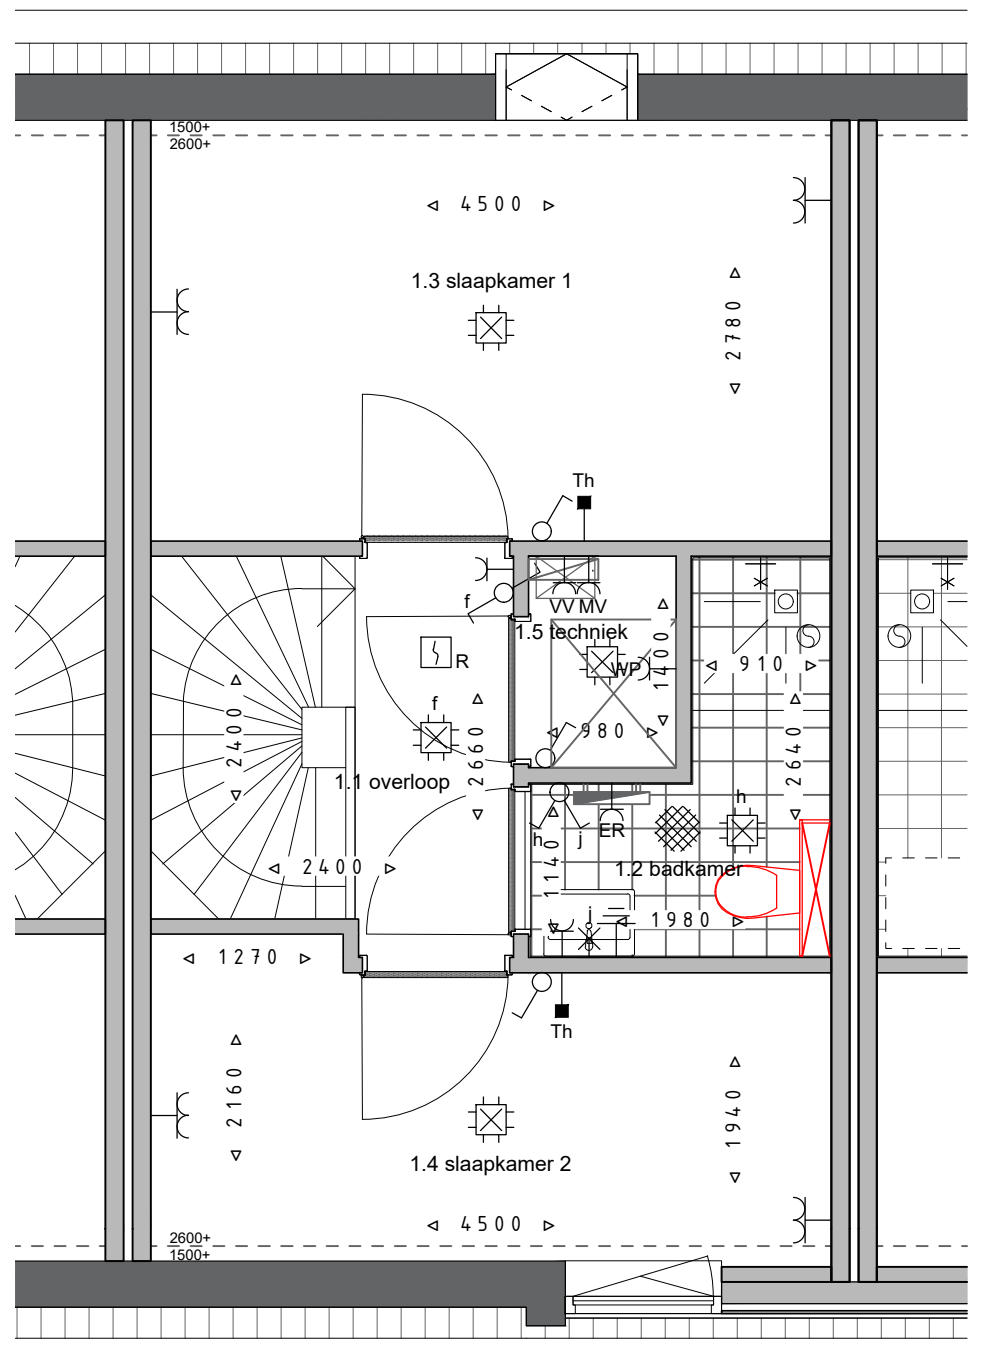 1500+
2600+
4500
1.3 slaapkamer 1
2780
Th
f
VV MV
1.5 techniek
R
WP
1400
910
f
2400
2660
980
2640
1.1 overloop
h
h
j
ER
1140
1.2 badkamer
2400
j
1980
1270
Th
2160
1940
1.4 slaapkamer 2
4500
2600+
1500+